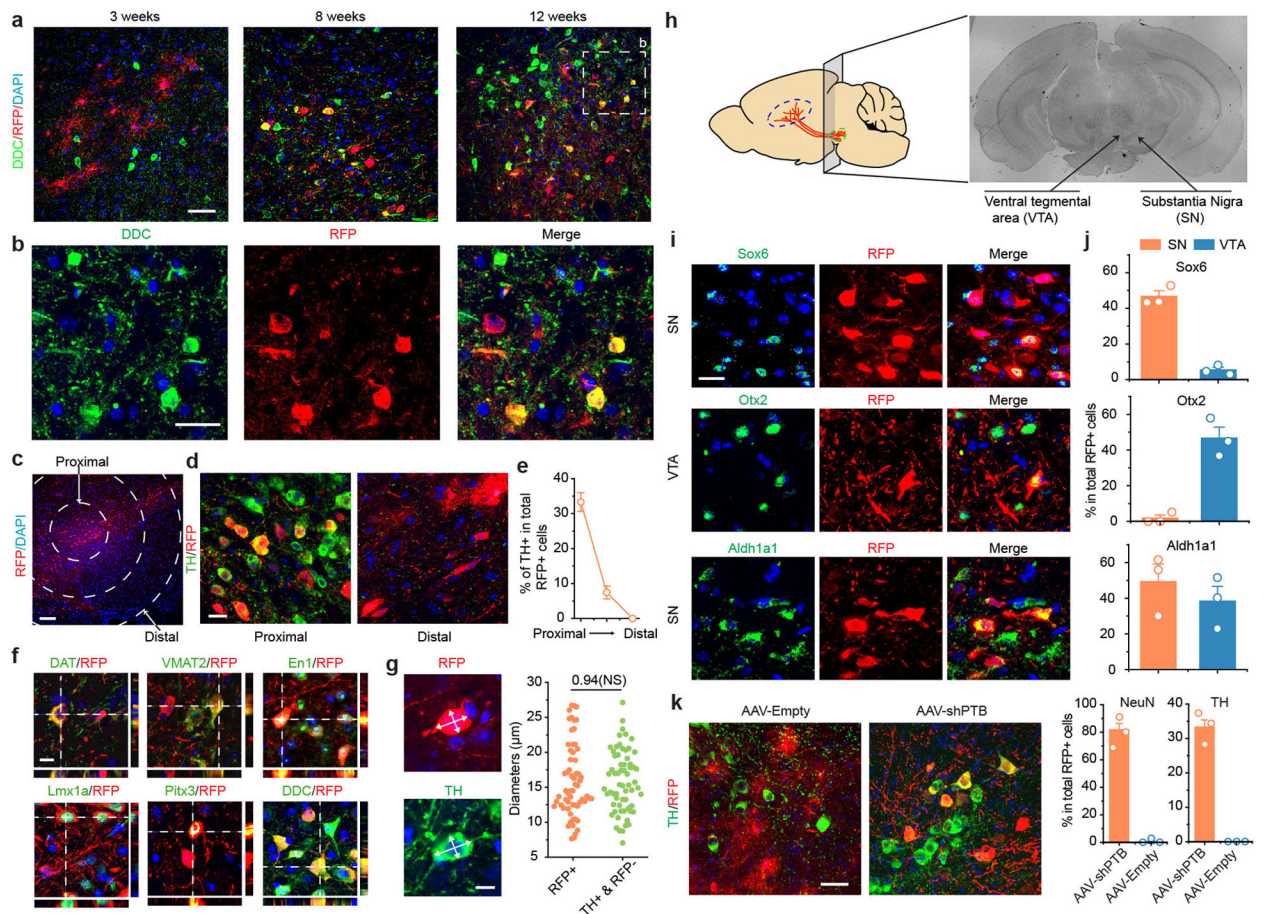 a
3 weeks
8 weeks
12 weeks
DDC/RFP/DAPI
b
b
DDC
RFP
Merge
c
Proximal
RFP/DAPI
Distal
d
TH/RFP
Proximal
Distal
e
% of TH+ in total
RFP+ cells
40
30
20
10
0
Proximal → Distal
f
DAT/RFP
VMAT2/RFP
En1/RFP
Lmx1a/RFP
Pitx3/RFP
DDC/RFP
g
RFP
TH
0.94(NS)
Diameters (μm)
30
25
20
15
10
5
RFP+
TH+ & RFP-
h
Ventral tegmental
area (VTA)
Substantia Nigra
(SN)
i
Sox6
RFP
Merge
SN
Otx2
RFP
Merge
VTA
Aldh1a1
RFP
Merge
SN
j
SN
VTA
Sox6
60
40
20
0
Otx2
60
40
20
0
% in total RFP+ cells
Aldh1a1
60
40
20
0
k
AAV-Empty
AAV-shPTB
TH/RFP
NeuN
TH
% in total RFP+ cells
100
80
60
40
20
0
40
30
20
10
0
AAV-shPTB
AAV-Empty
AAV-shPTB
AAV-Empty